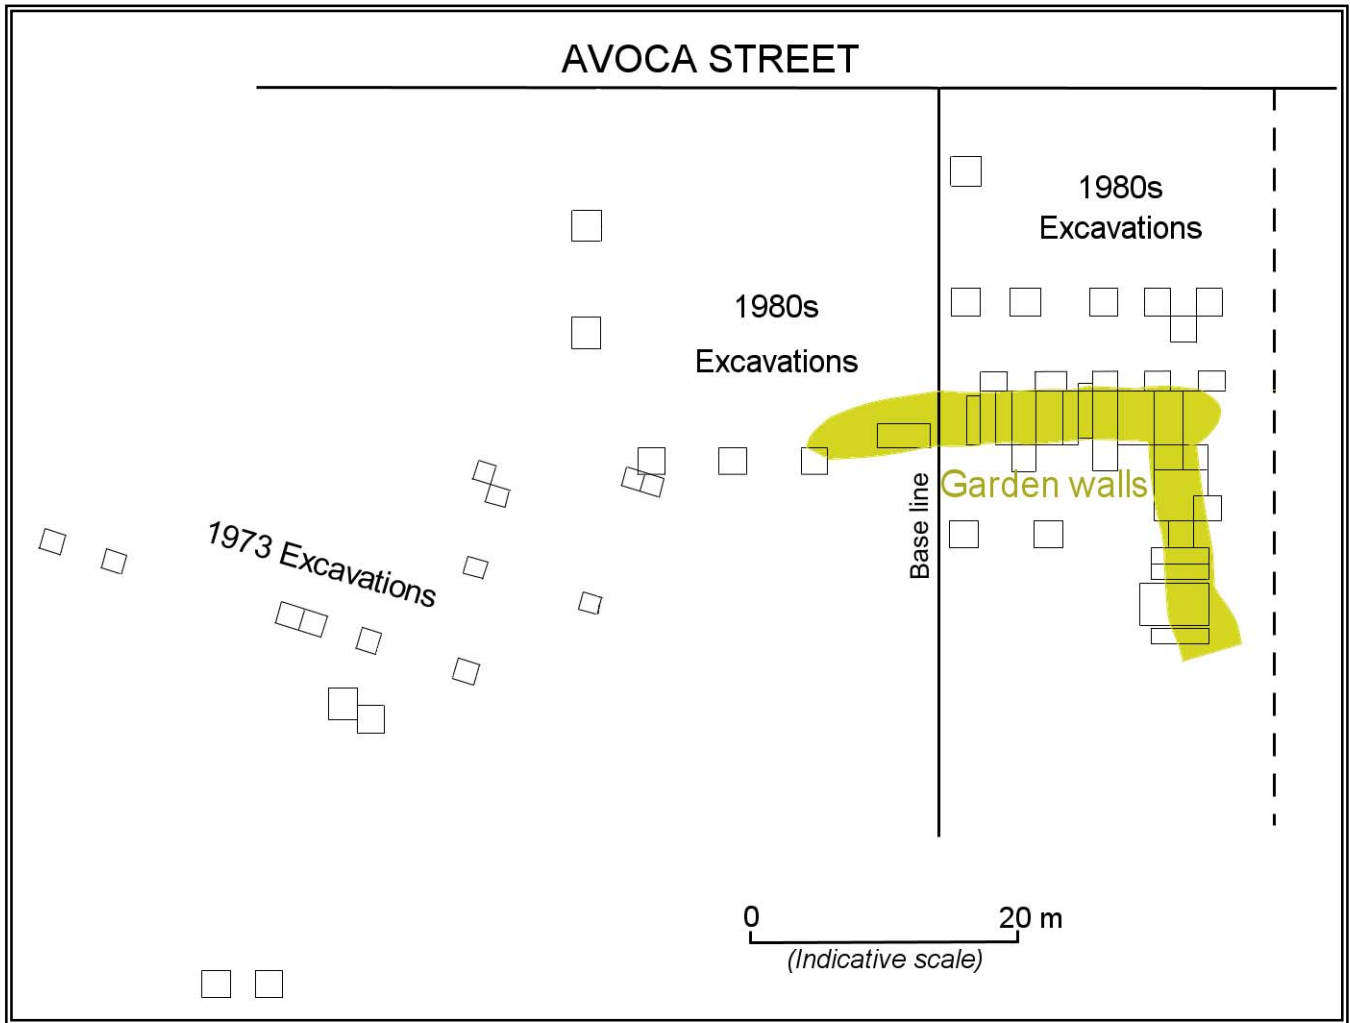 AVOCA STREET
1980s
Excavations
1980s
Excavations
Garden walls
Base line
1973 Excavations
0
20 m
(Indicative scale)